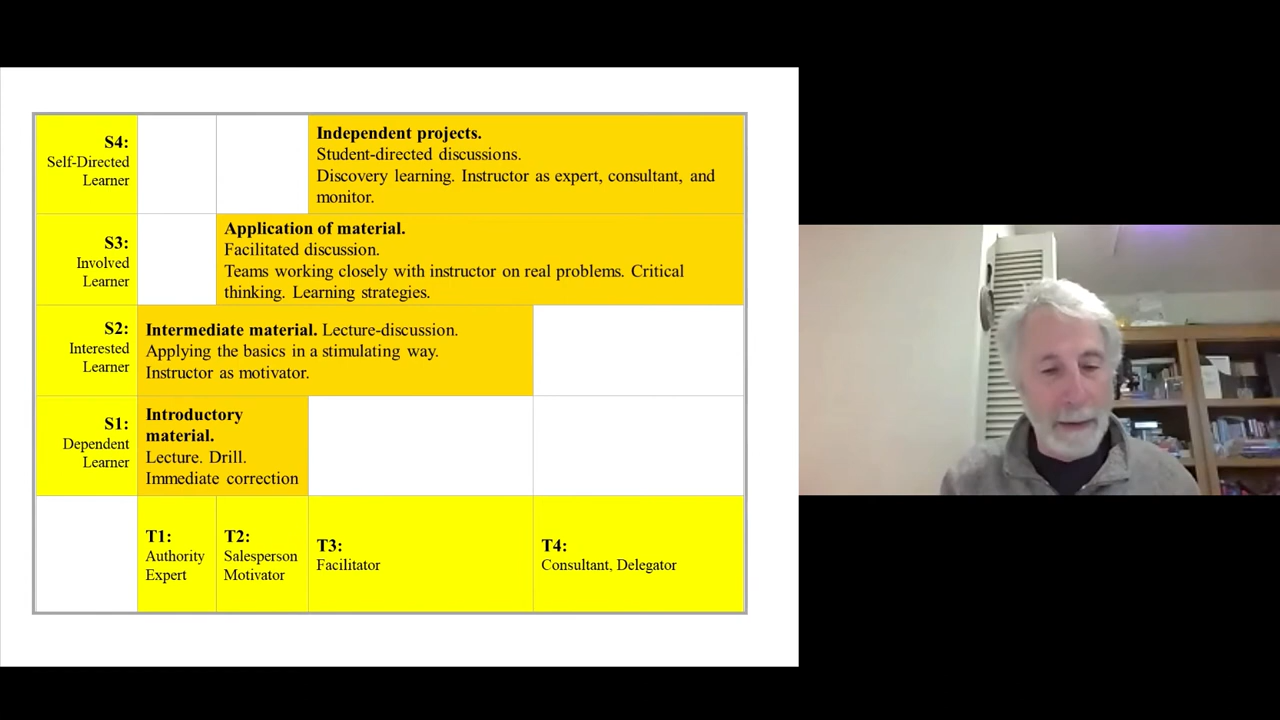 S4:
Self-Directed
Learner
Independent projects.
Student-directed discussions.
Discovery learning. Instructor as expert, consultant, and
monitor.
S3:
Involved
Learner
Application of material.
Facilitated discussion.
Teams working closely with instructor on real problems. Critical
thinking. Learning strategies.
S2:
Interested
Learner
Intermediate material. Lecture-discussion.
Applying the basics in a stimulating way.
Instructor as motivator.
S1:
Dependent
Learner
Introductory
material.
Lecture. Drill.
Immediate correction
T1:
Authority
Expert
T2:
Salesperson
Motivator
T3:
Facilitator
T4:
Consultant, Delegator